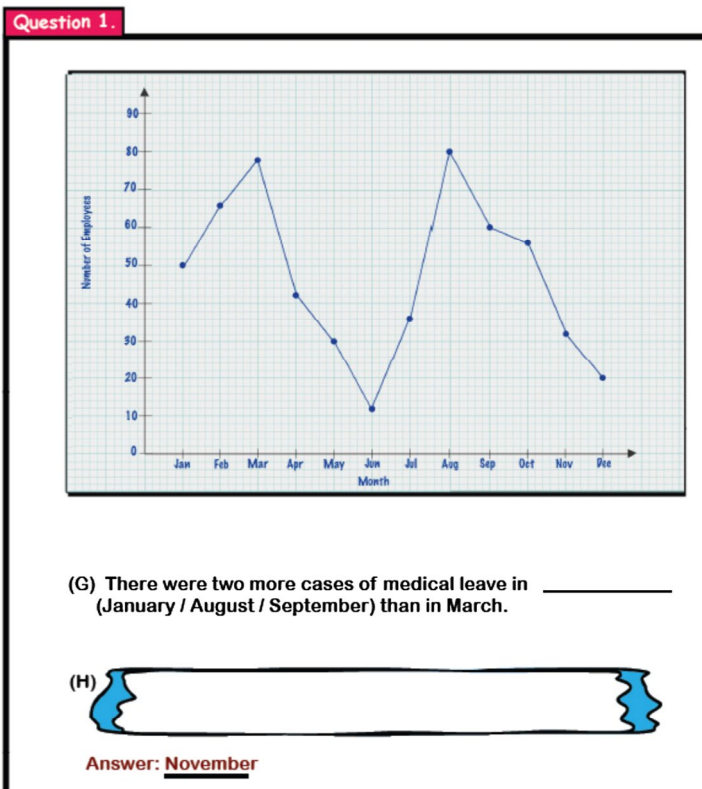 Question 1.
90
80
70
60
50
40
30
20
10
0
Number of Employees
Jan Feb Mar Apr May Jun Jul Aug Sep Oct Nov Dec
Month
(G) There were two more cases of medical leave in ____________
(January / August / September) than in March.
(H)
Answer: November